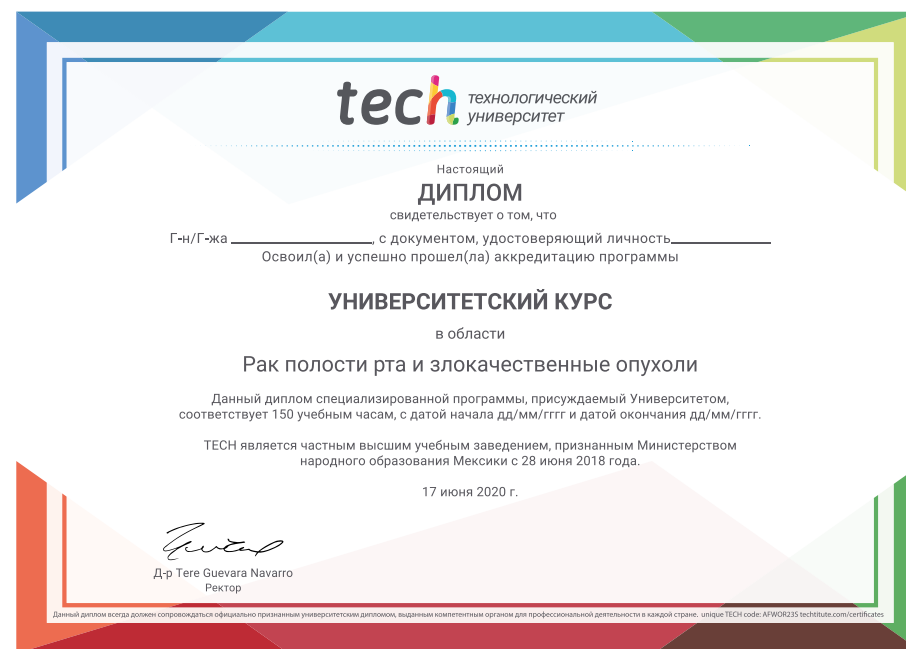 tech технологический
университет
Настоящий
ДИПЛОМ
свидетельствует о том, что
Г-н/Г-жа ____________, с документом, удостоверяющий личность____________
Освоил(а) и успешно прошел(ла) аккредитацию программы
УНИВЕРСИТЕТСКИЙ КУРС
в области
Рак полости рта и злокачественные опухоли
Данный диплом специализированной программы, присуждаемый Университетом,
соответствует 150 учебным часам, с датой начала дд/мм/гггг и датой окончания дд/мм/гггг.
TECH является частным высшим учебным заведением, признанным Министерством
народного образования Мексики с 28 июня 2018 года.
17 июня 2020 г.
Д-р Tere Guevara Navarro
Ректор
Данный диплом всегда должен сопровождаться официально признанным университетским дипломом, выданным компетентным органом для профессиональной деятельности в каждой стране. unique TECH code: AFWOR23S techtitute.com/certificates